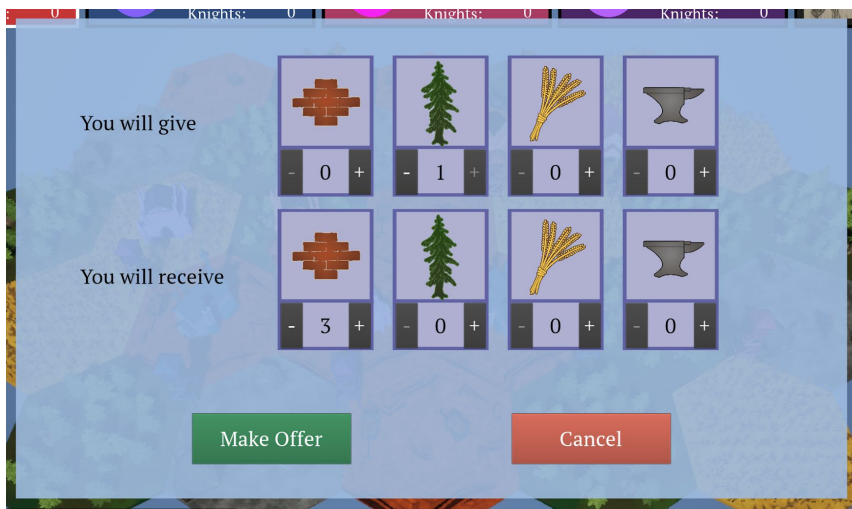 : 0 Knights: 0 Knights: 0 Knights: 0
You will give
- 0 + - 1 + - 0 + - 0 +
You will receive
- 3 + - 0 + - 0 + - 0 +
Make Offer Cancel